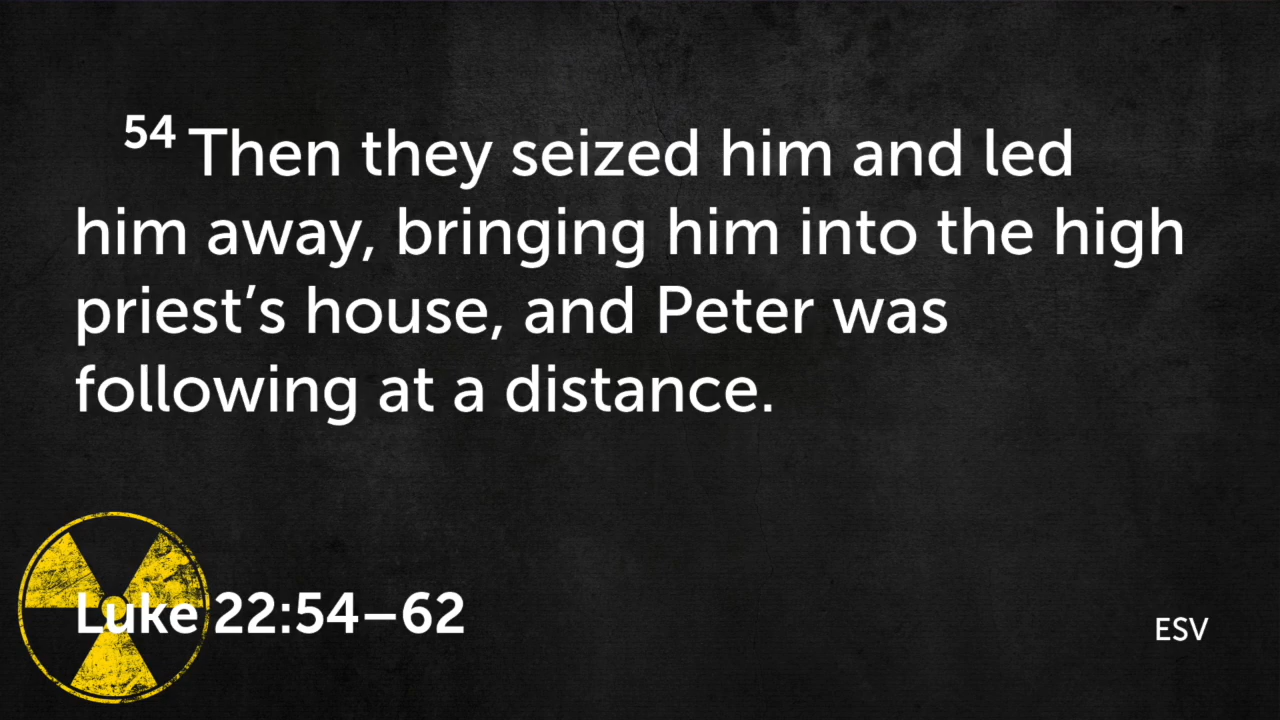 54 Then they seized him and led
him away, bringing him into the high
priest’s house, and Peter was
following at a distance.
Luke 22:54–62
ESV